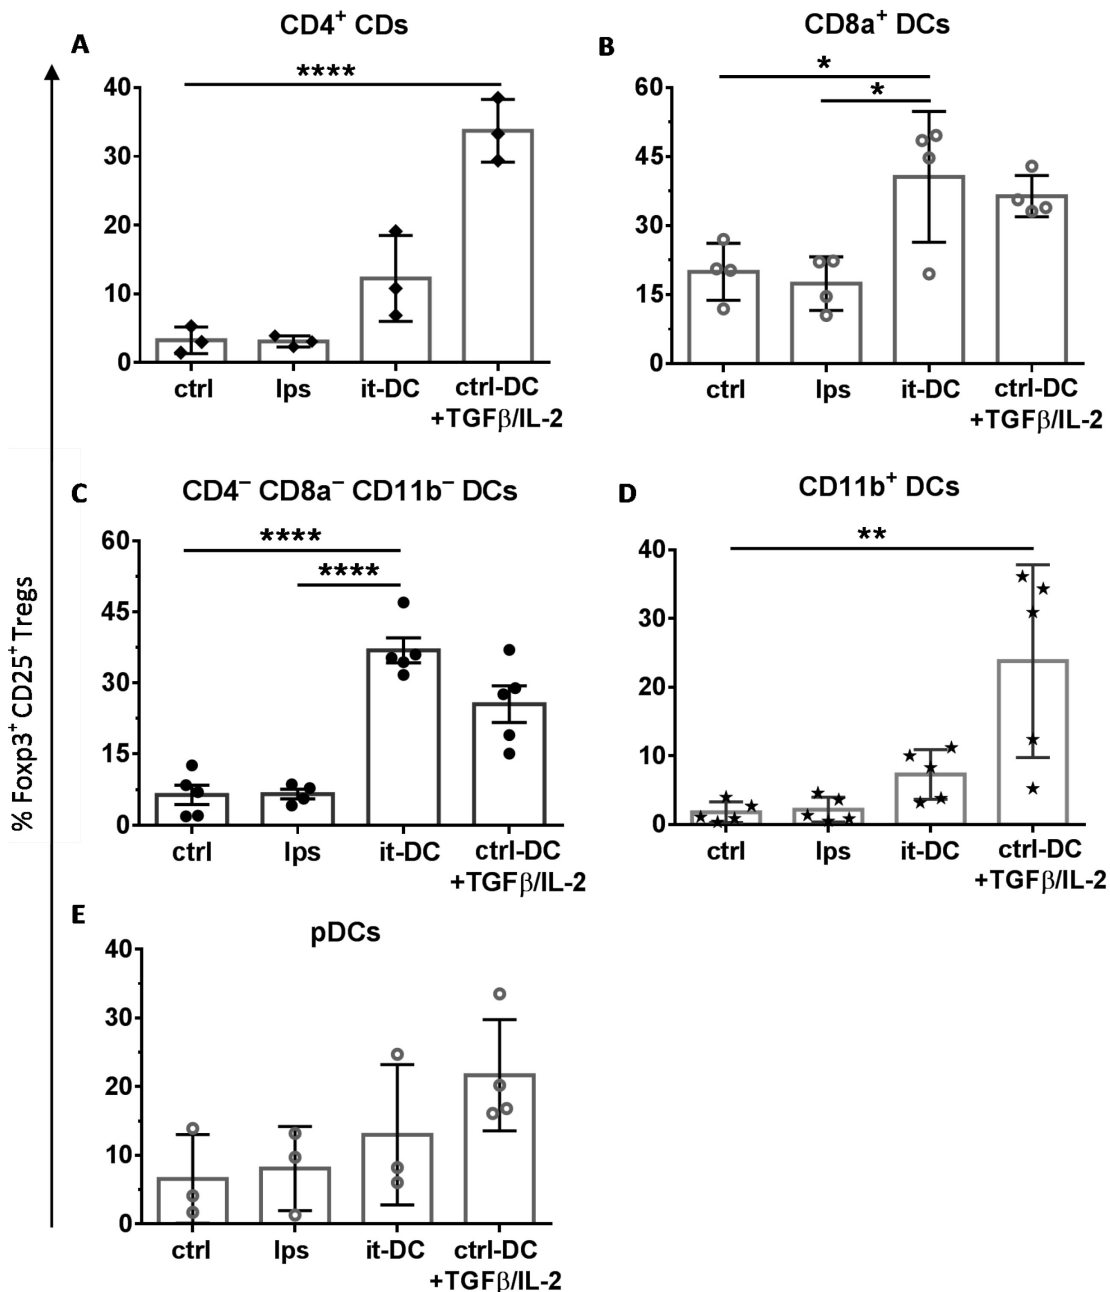 A
CD4⁺ CDs
****
40
30
20
10
0
ctrl
lps
it-DC
ctrl-DC
+TGFβ/IL-2
B
CD8a⁺ DCs
*
*
60
45
30
15
0
ctrl
lps
it-DC
ctrl-DC
+TGFβ/IL-2
% Foxp3⁺ CD25⁺ Tregs
C
CD4⁻ CD8a⁻ CD11b⁻ DCs
****
****
60
45
30
15
0
ctrl
lps
it-DC
ctrl-DC
+TGFβ/IL-2
D
CD11b⁺ DCs
**
40
30
20
10
0
ctrl
lps
it-DC
ctrl-DC
+TGFβ/IL-2
E
pDCs
40
30
20
10
0
ctrl
lps
it-DC
ctrl-DC
+TGFβ/IL-2